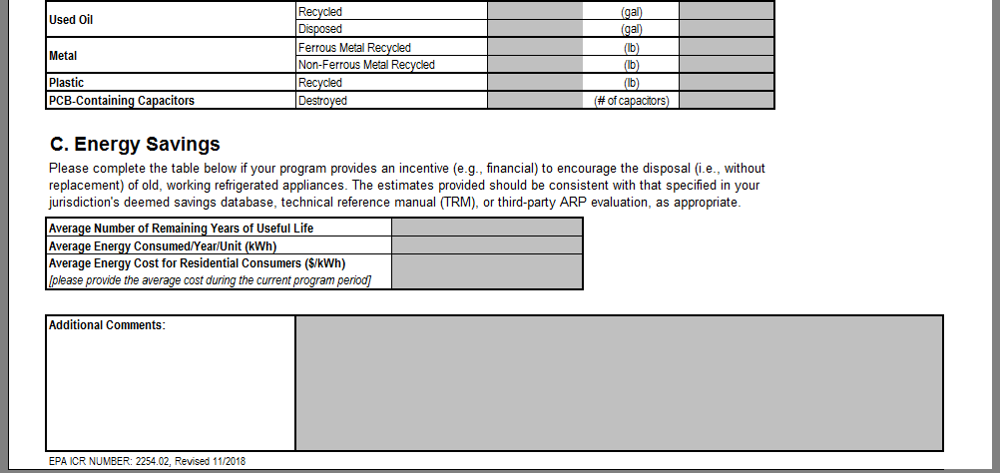 Used Oil
Recycled (gal)
Disposed (gal)
Metal
Ferrous Metal Recycled (lb)
Non-Ferrous Metal Recycled (lb)
Plastic Recycled (lb)
PCB-Containing Capacitors Destroyed (# of capacitors)
C. Energy Savings
Please complete the table below if your program provides an incentive (e.g., financial) to encourage the disposal (i.e., without
replacement) of old, working refrigerated appliances. The estimates provided should be consistent with that specified in your
jurisdiction's deemed savings database, technical reference manual (TRM), or third-party ARP evaluation, as appropriate.
Average Number of Remaining Years of Useful Life
Average Energy Consumed/Year/Unit (kWh)
Average Energy Cost for Residential Consumers ($/kWh)
[please provide the average cost during the current program period]
Additional Comments:
EPA ICR NUMBER: 2254.02, Revised 11/2018